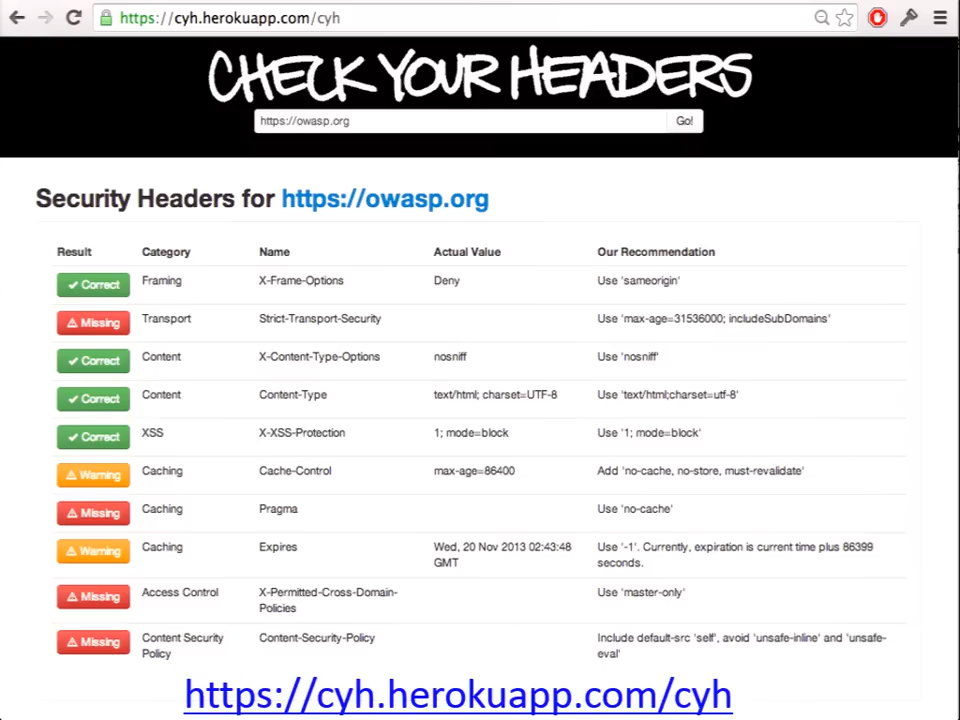 https://cyh.herokuapp.com/cyh
CHECK YOUR HEADERS
https://owasp.org Go!
Security Headers for https://owasp.org
Result Category Name Actual Value Our Recommendation
Correct Framing X-Frame-Options Deny Use 'sameorigin'
Missing Transport Strict-Transport-Security Use 'max-age=31536000; includeSubDomains'
Correct Content X-Content-Type-Options nosniff Use 'nosniff'
Correct Content Content-Type text/html; charset=UTF-8 Use 'text/html;charset=utf-8'
Correct XSS X-XSS-Protection 1; mode=block Use '1; mode=block'
Warning Caching Cache-Control max-age=86400 Add 'no-cache, no-store, must-revalidate'
Missing Caching Pragma Use 'no-cache'
Warning Caching Expires Wed, 20 Nov 2013 02:43:48 Use '-1'. Currently, expiration is current time plus 86399
GMT seconds.
Missing Access Control X-Permitted-Cross-Domain- Use 'master-only'
Policies
Missing Content Security Content-Security-Policy Include default-src 'self', avoid 'unsafe-inline' and 'unsafe-
Policy eval'
https://cyh.herokuapp.com/cyh